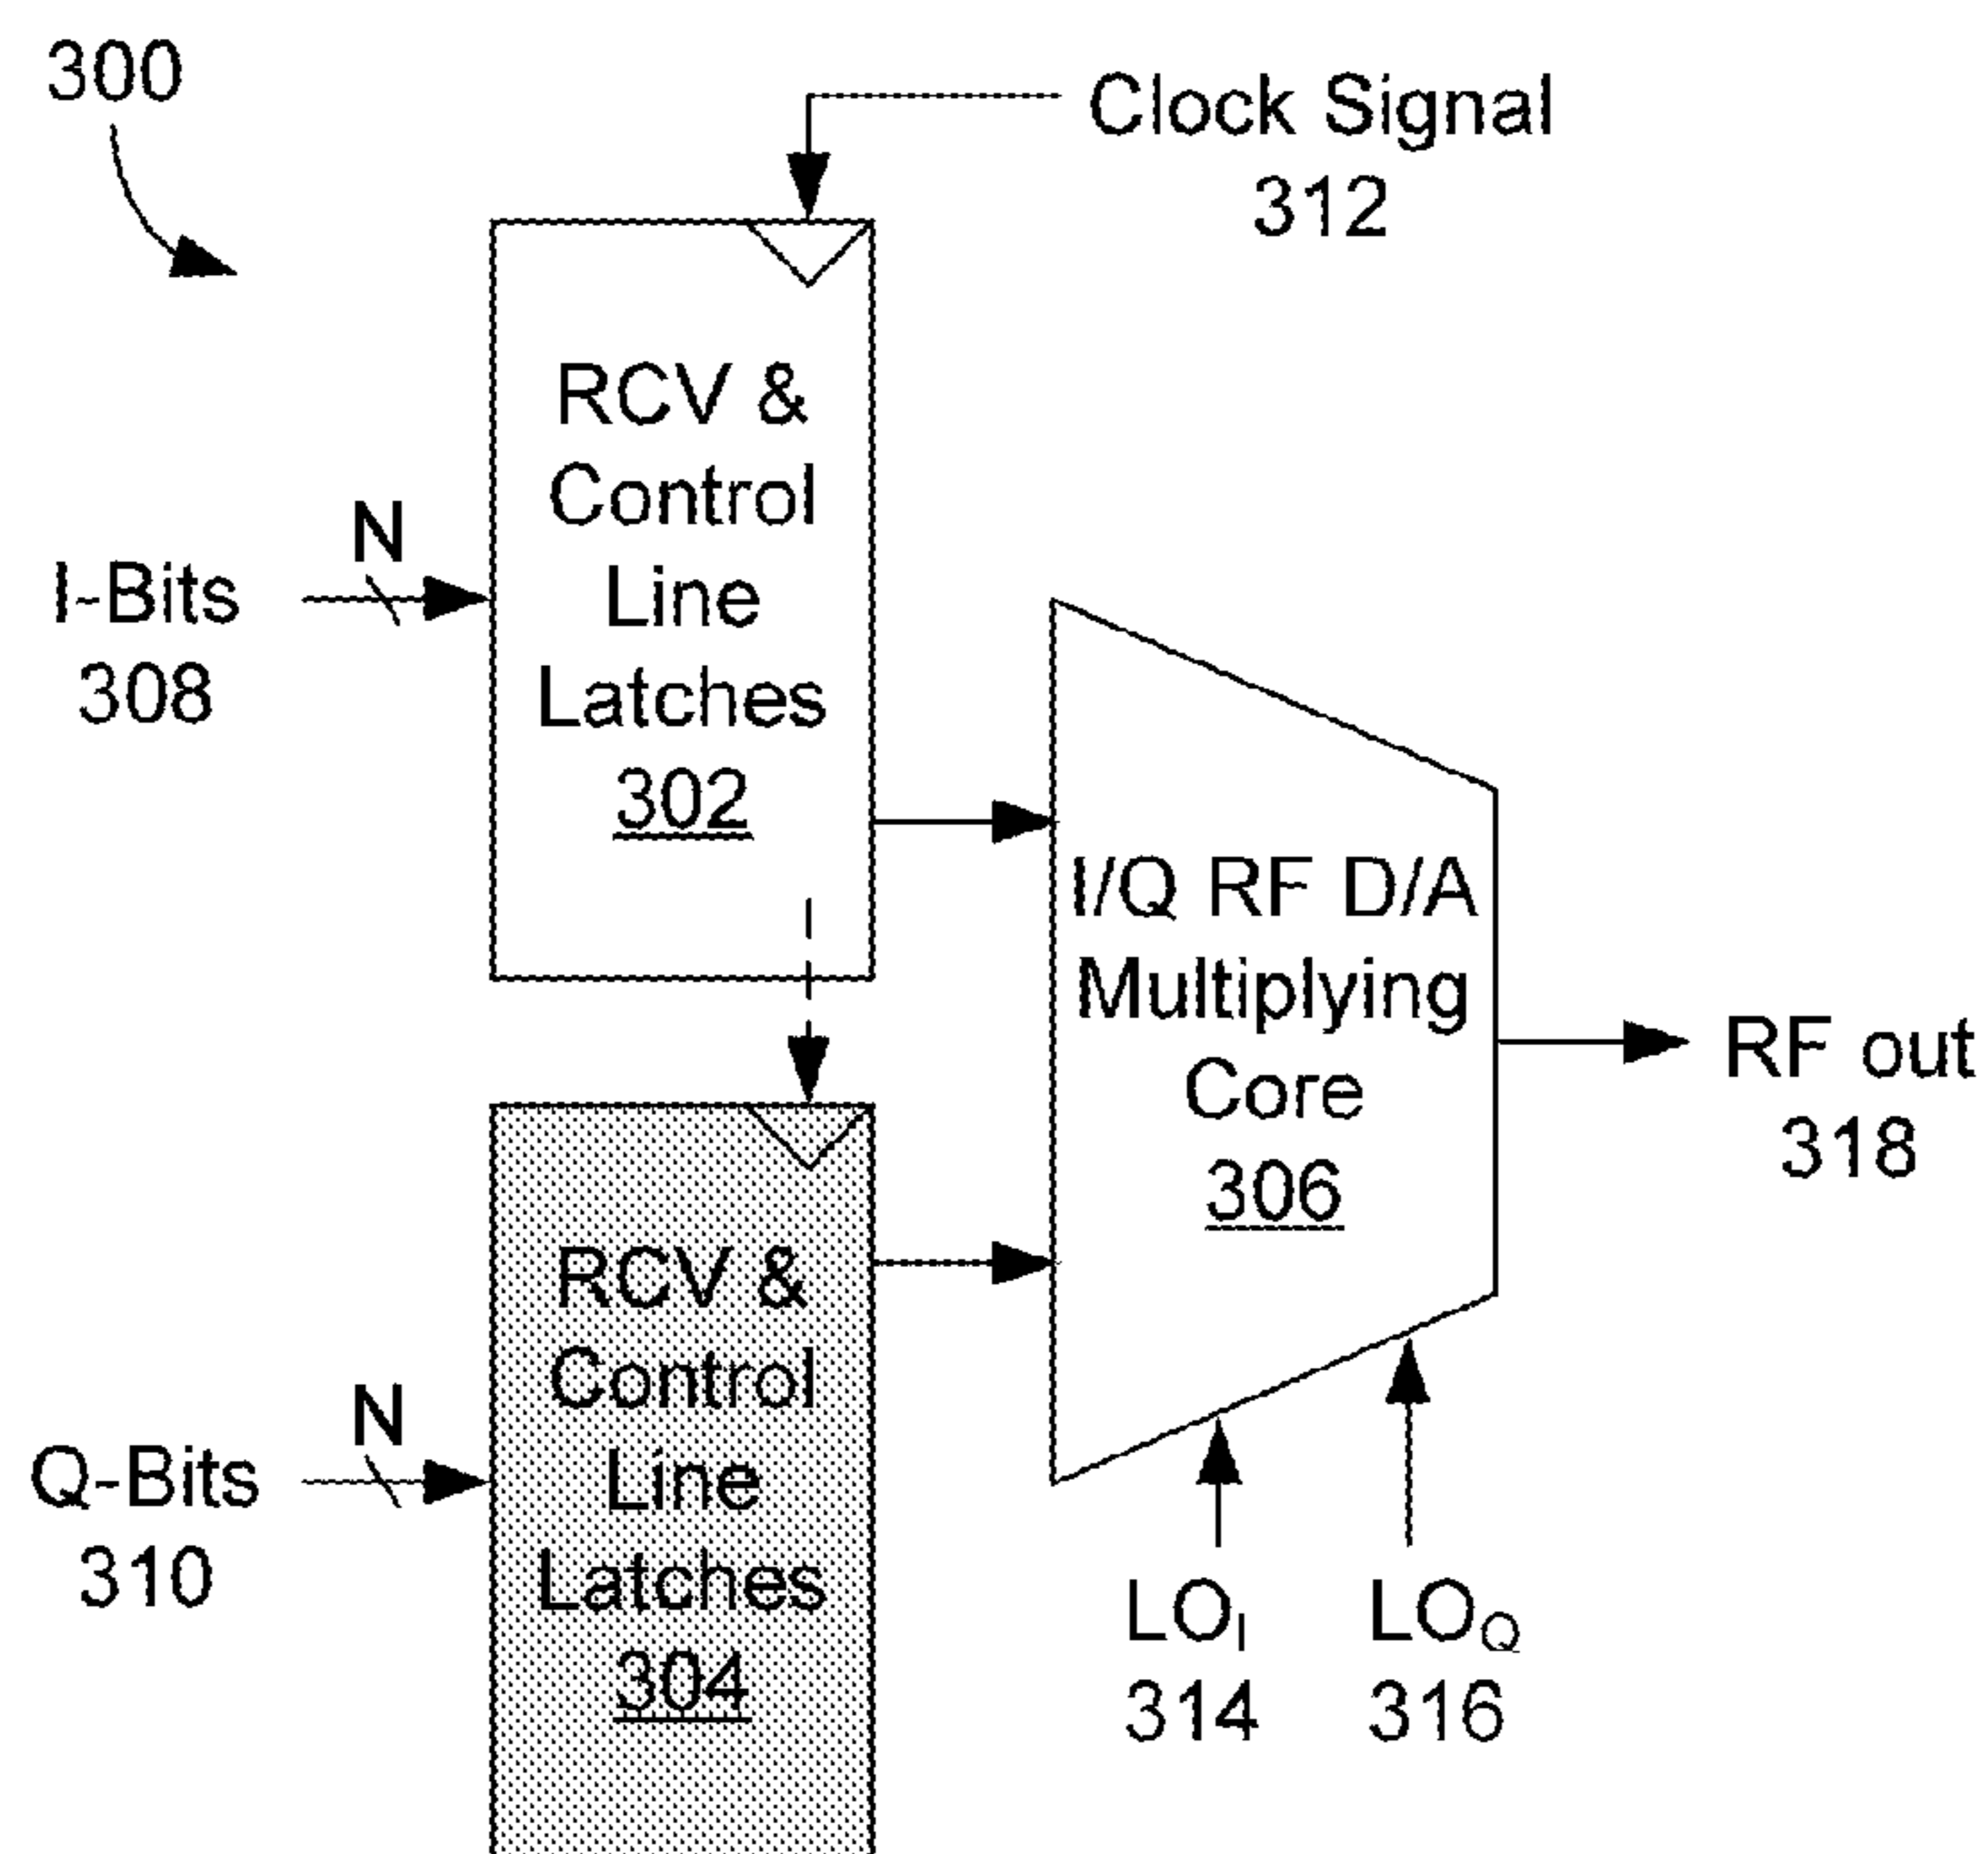 300
Clock Signal
312
RCV &
Control
Line
Latches
302
N
I-Bits
308
I/Q RF D/A
Multiplying
Core
306
RF out
318
RCV &
Control
Line
Latches
304
N
Q-Bits
310
LOI
314
LOQ
316